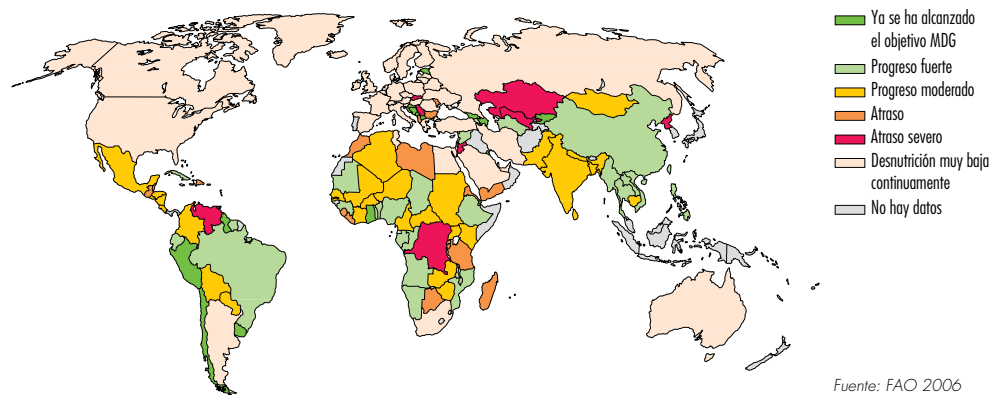 Ya se ha alcanzado
el objetivo MDG
Progreso fuerte
Progreso moderado
Atraso
Atraso severo
Desnutrición muy baja
continuamente
No hay datos
Fuente: FAO 2006